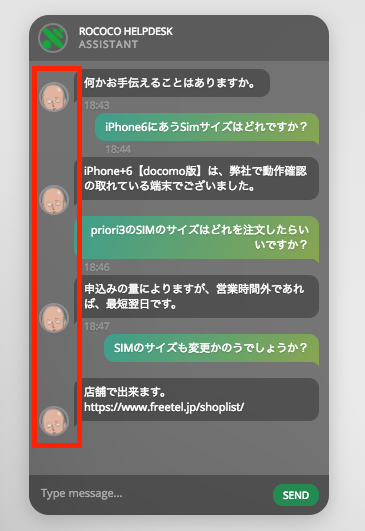 ROCOCO HELPDESK
ASSISTANT
何かお手伝えることはありますか。
18:43
iPhone6にあうSimサイズはどれですか？
18:44
iPhone+6【docomo版】は、弊社で動作確認
の取れている端末でございました。
priori3のSIMのサイズはどれを注文したらい
いですか？
18:46
申込みの量によりますが、営業時間外であれ
ば、最短翌日です。
18:47
SIMのサイズも変更かのうでしょうか？
店舗で出来ます。
https://www.freetel.jp/shoplist/
Type message...
SEND